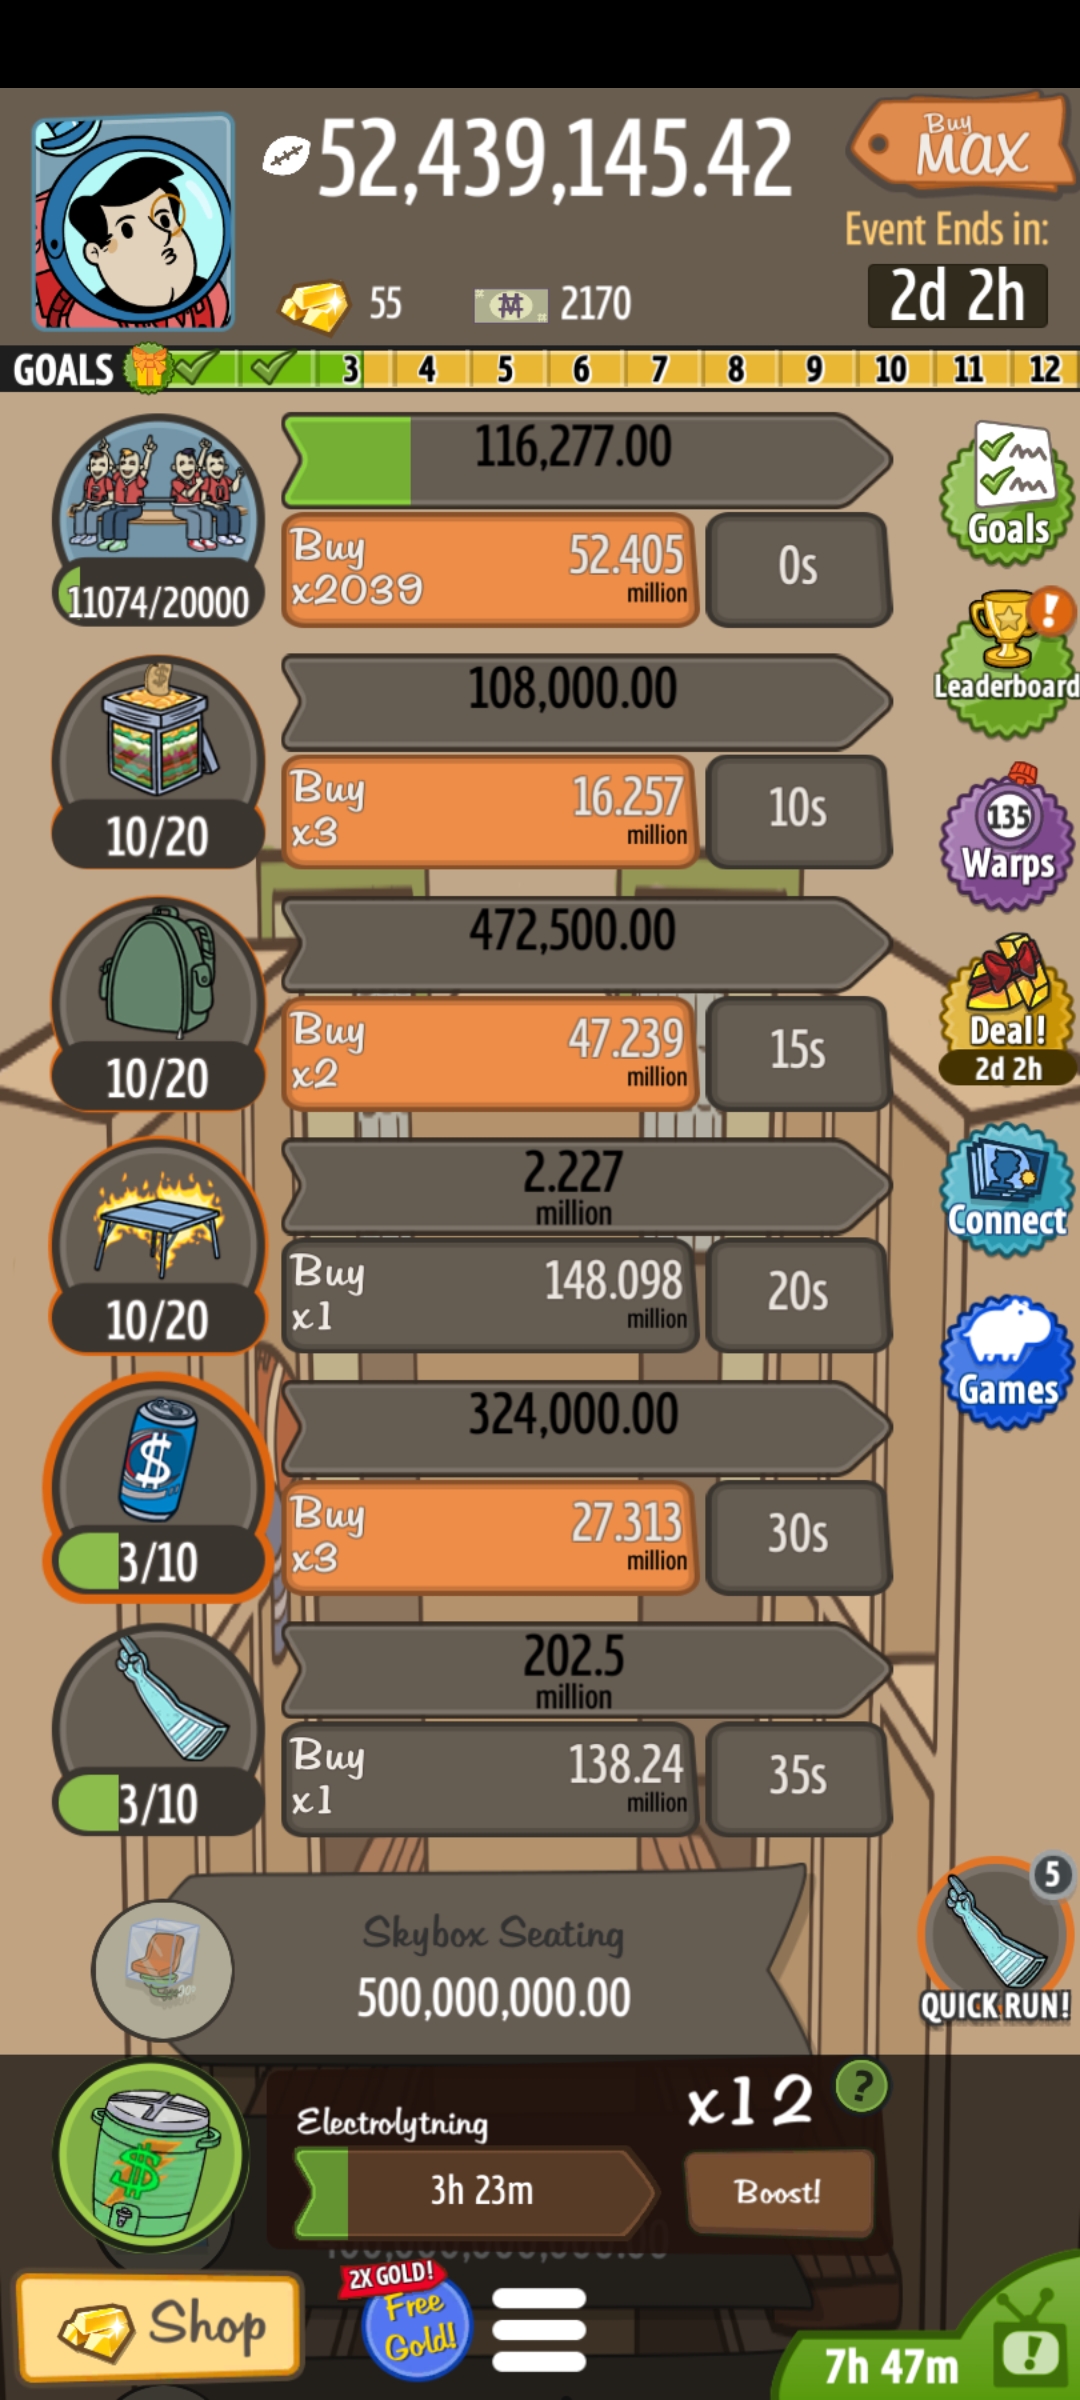 52,439,145.42
Buy
MAX
Event Ends in:
2d 2h
55
2170
GOALS
3 4 5 6 7 8 9 10 11 12
116,277.00
Buy
x2039
52.405
million
0s
11074/20000
Goals
Leaderboard
108,000.00
Buy
x3
16.257
million
10s
10/20
135
Warps
472,500.00
Buy
x2
47.239
million
15s
10/20
Deal!
2d 2h
2.227
million
Buy
x1
148.098
million
20s
10/20
Connect
324,000.00
Buy
x3
27.313
million
30s
3/10
Games
202.5
million
Buy
x1
138.24
million
35s
3/10
Skybox Seating
500,000,000.00
5
QUICK RUN!
Electrolytning
3h 23m
x12
?
Boost!
Shop
2X GOLD!
Free
Gold!
7h 47m